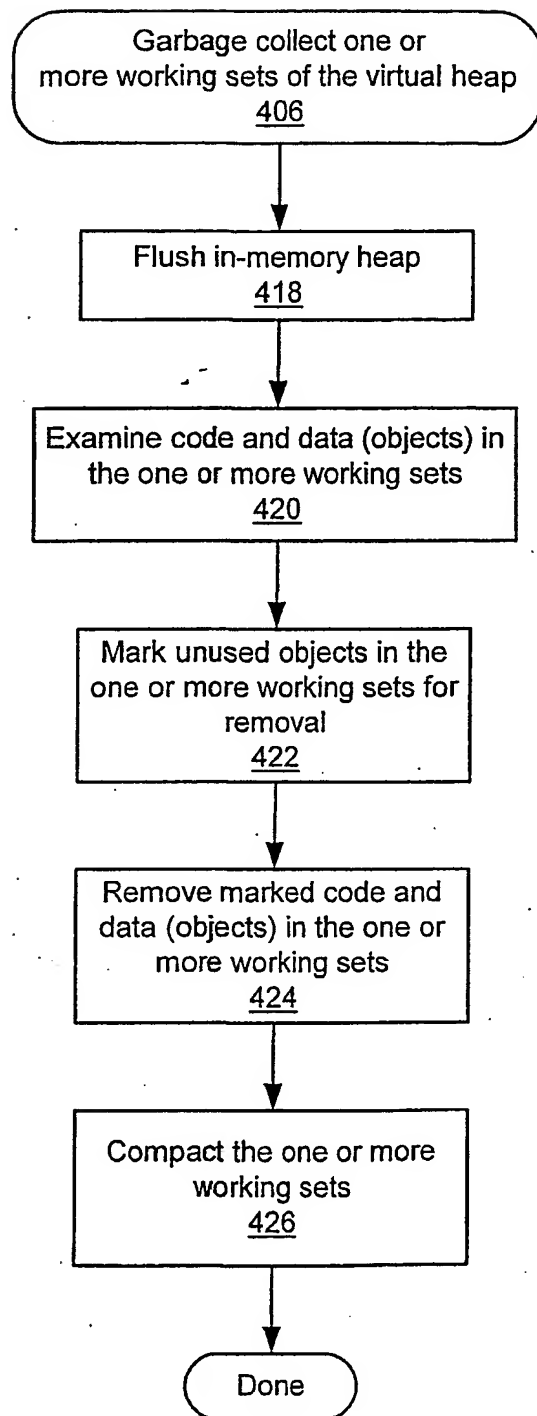 Garbage collect one or
more working sets of the virtual heap
406
Flush in-memory heap
418
Examine code and data (objects) in
the one or more working sets
420
Mark unused objects in the
one or more working sets for
removal
422
Remove marked code and
data (objects) in the one or
more working sets
424
Compact the one or more
working sets
426
Done